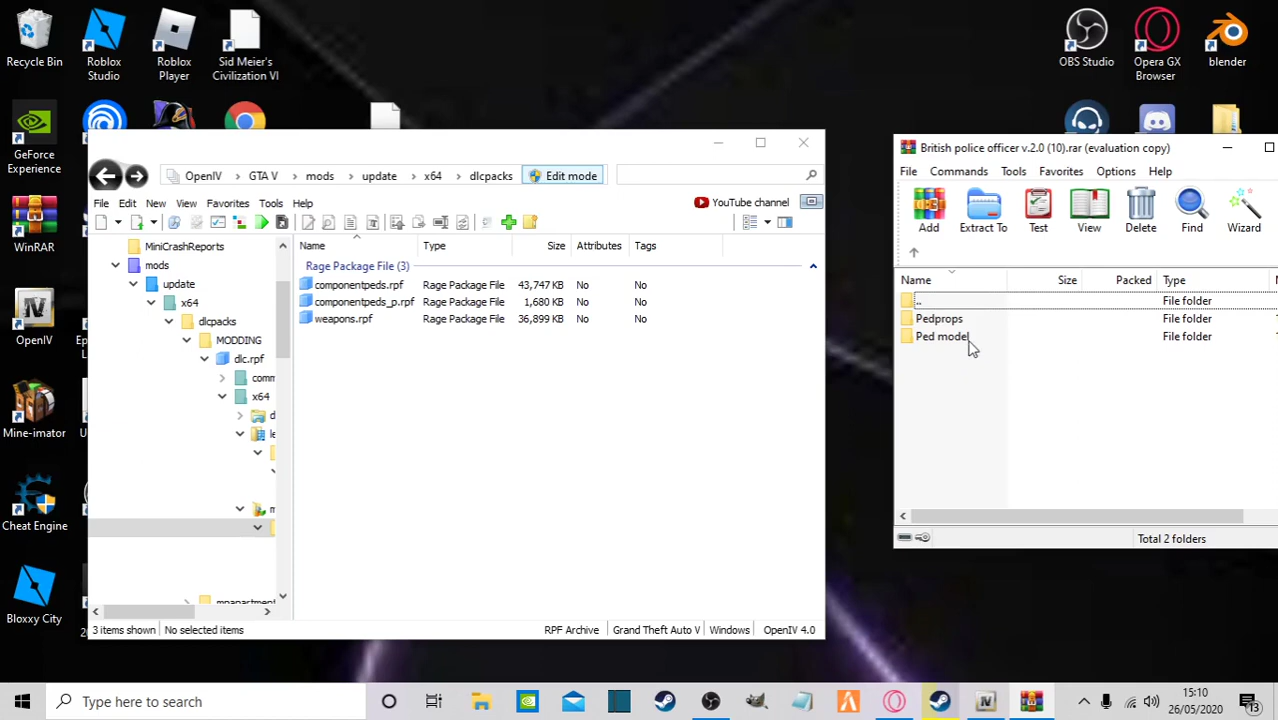 Recycle Bin
Roblox
Studio
Roblox
Player
Sid Meier's
Civilization VI
OBS Studio
Opera GX
Browser
blender
GeForce
Experience
WinRAR
OpenIV
Mine-imator
Cheat Engine
Bloxxy City
OpenIV
GTA V
mods
update
x64
dlcpacks
Edit mode
File
Edit
New
View
Favorites
Tools
Help
YouTube channel
MiniCrashReports
mods
update
x64
dlcpacks
MODDING
dlc.rpf
comm
x64
d
le
m
mpapartment
Name
Type
Size
Attributes
Tags
Rage Package File (3)
componentpeds.rpf Rage Package File 43,747 KB No No
componentpeds_p.rpf Rage Package File 1,680 KB No No
weapons.rpf Rage Package File 36,899 KB No No
3 items shown
No selected items
RPF Archive
Grand Theft Auto V
Windows
OpenIV 4.0
British police officer v.2.0 (10).rar (evaluation copy)
File
Commands
Tools
Favorites
Options
Help
Add
Extract To
Test
View
Delete
Find
Wizard
Name
Size
Packed
Type
.. File folder
Pedprops File folder
Ped model File folder
Total 2 folders
Type here to search
15:10
26/05/2020
13